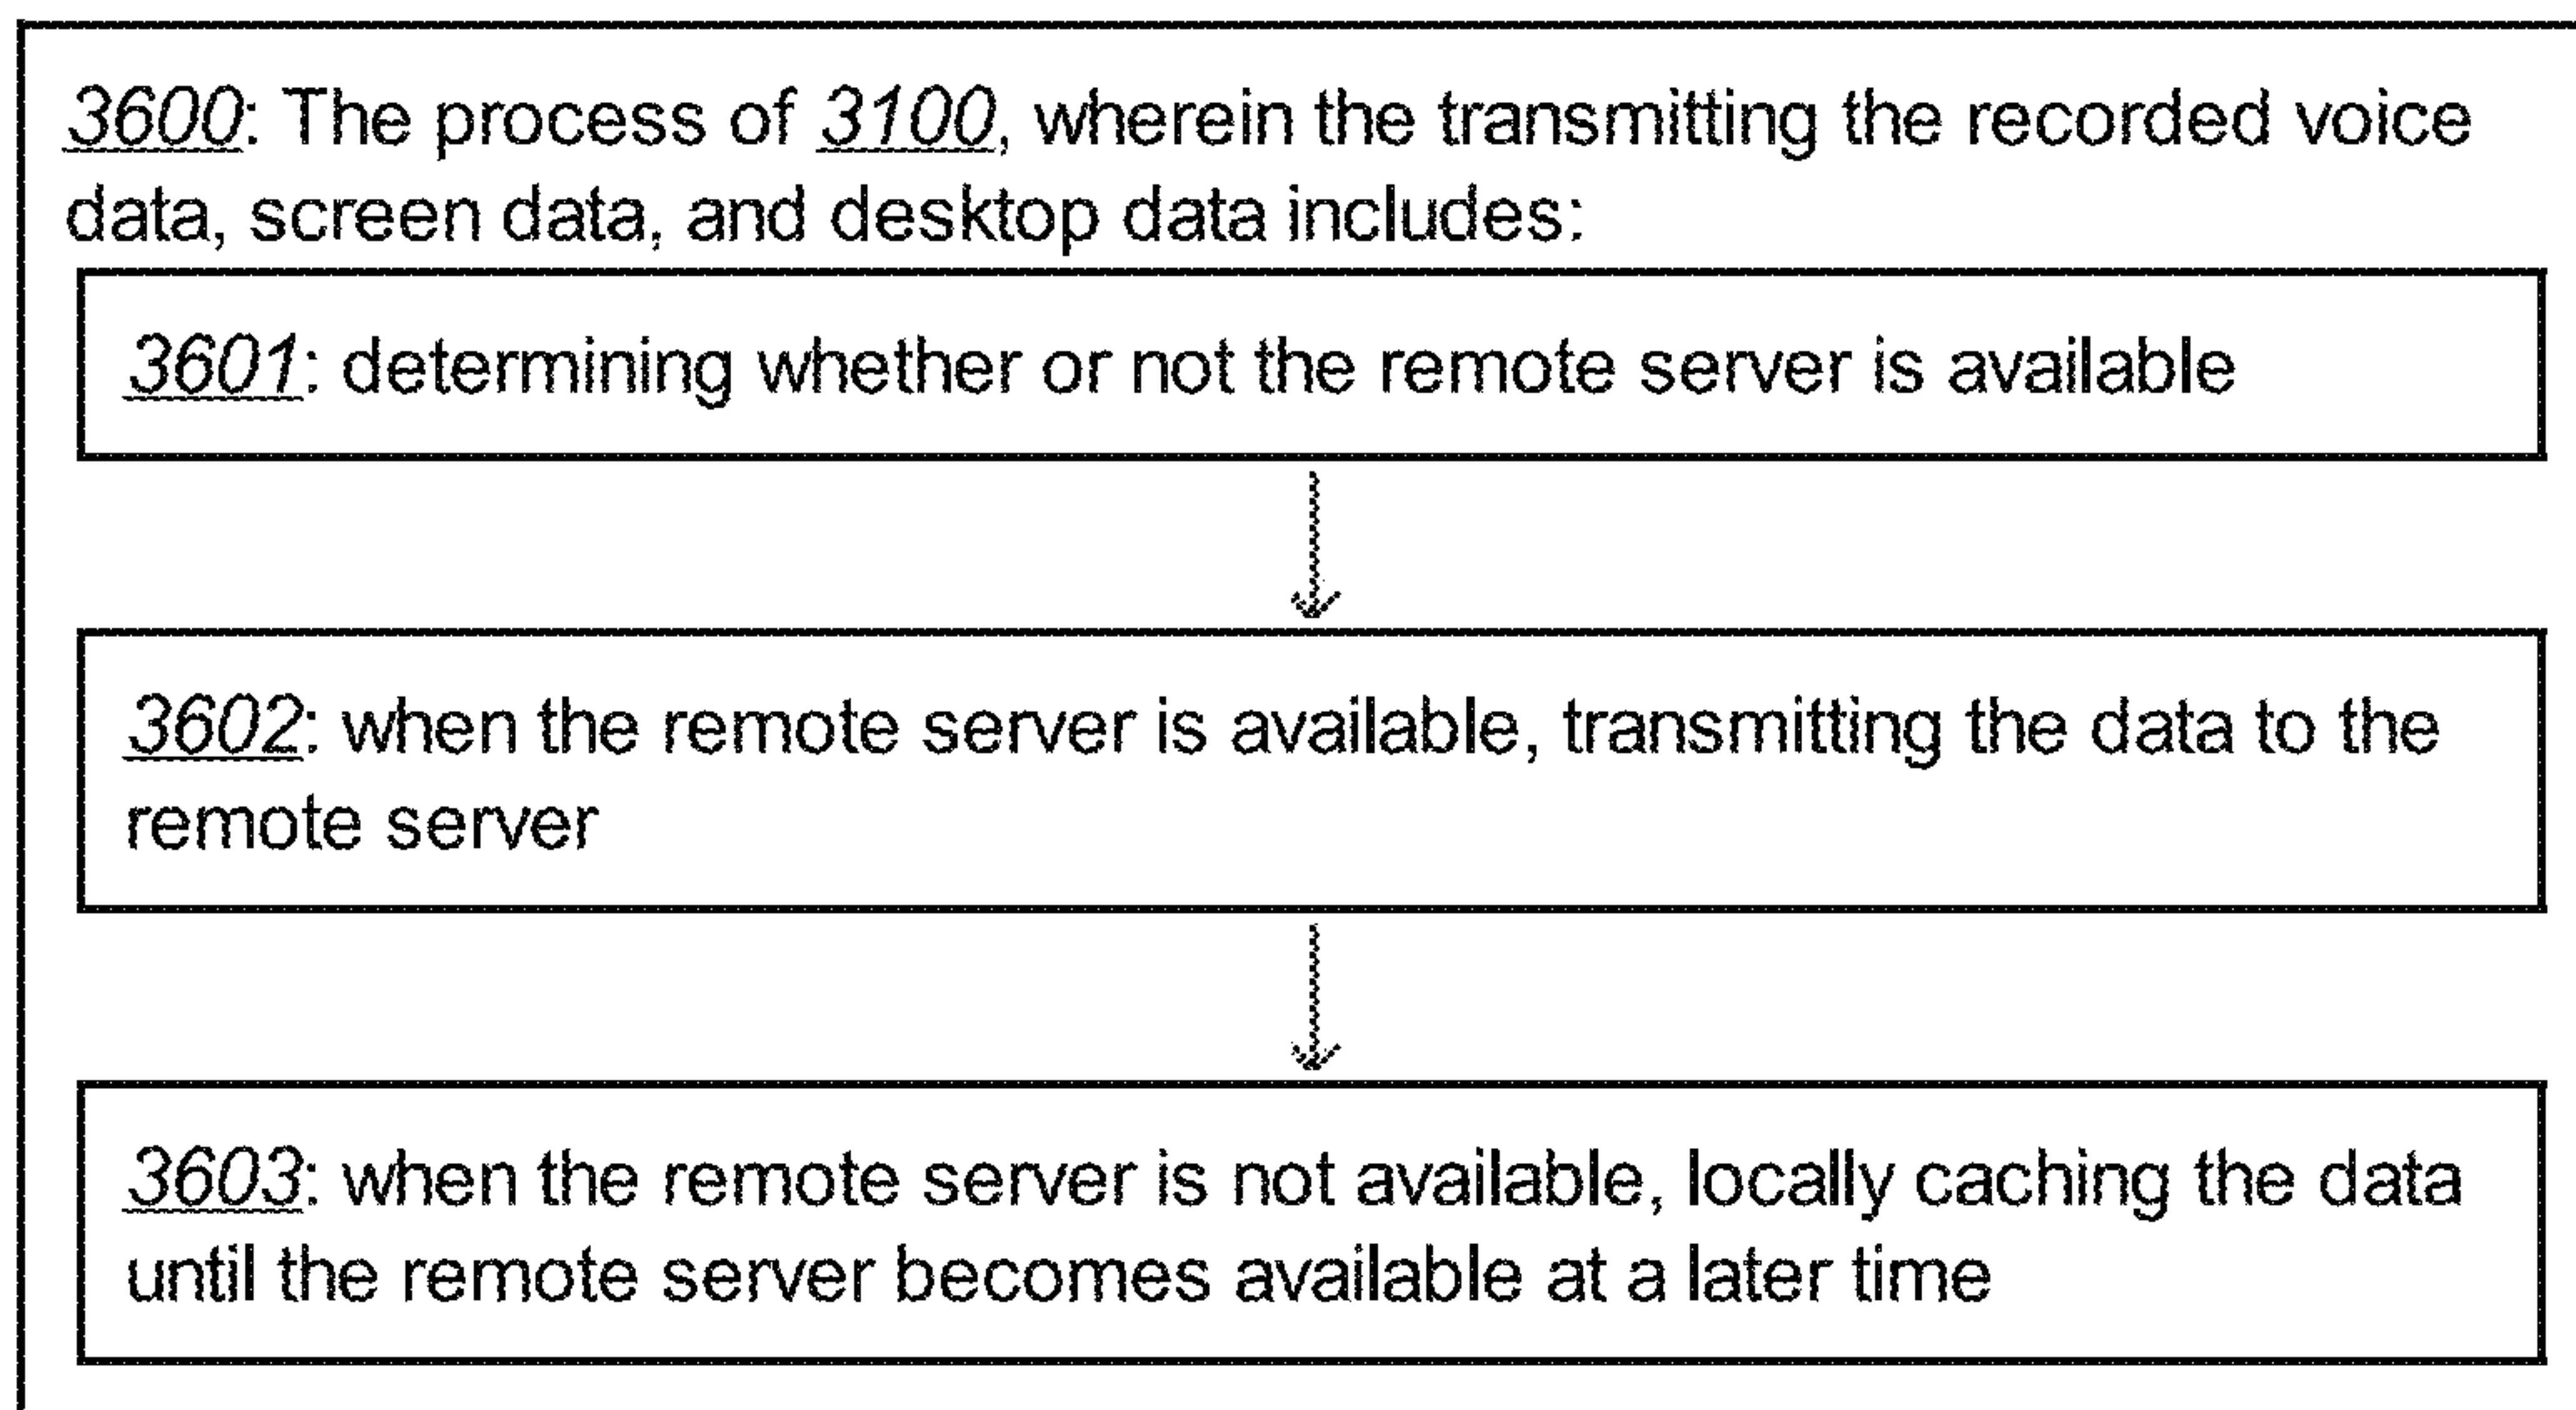 3600: The process of 3100, wherein the transmitting the recorded voice
data, screen data, and desktop data includes:
3601: determining whether or not the remote server is available
3602: when the remote server is available, transmitting the data to the
remote server
3603: when the remote server is not available, locally caching the data
until the remote server becomes available at a later time